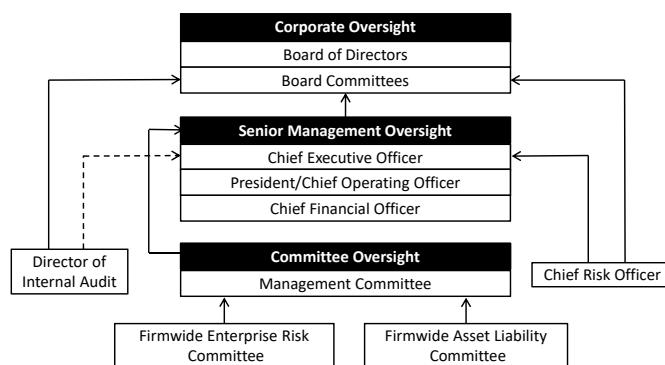 Corporate Oversight
Board of Directors
Board Committees
Senior Management Oversight
Chief Executive Officer
President/Chief Operating Officer
Chief Financial Officer
Director of
Internal Audit
Committee Oversight
Management Committee
Chief Risk Officer
Firmwide Enterprise Risk
Committee
Firmwide Asset Liability
Committee